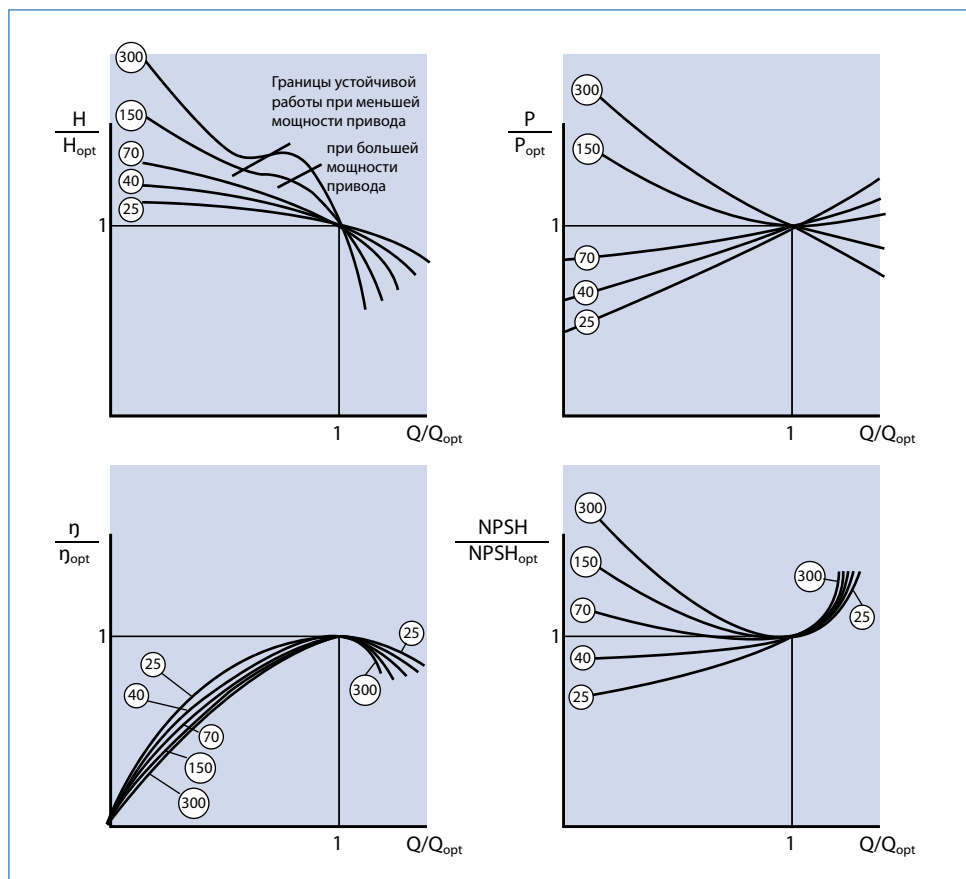 300
150
70
40
25
H
H_opt
1
Границы устойчивой
работы при меньшей
мощности привода
при большей
мощности
привода
1 Q/Q_opt
P
P_opt
300
150
1
70
40
25
1 Q/Q_opt
η
η_opt
1
25
40
70
150
300
25
300
1 Q/Q_opt
NPSH
NPSH_opt
300
150
70
1
40
25
300
25
1 Q/Q_opt